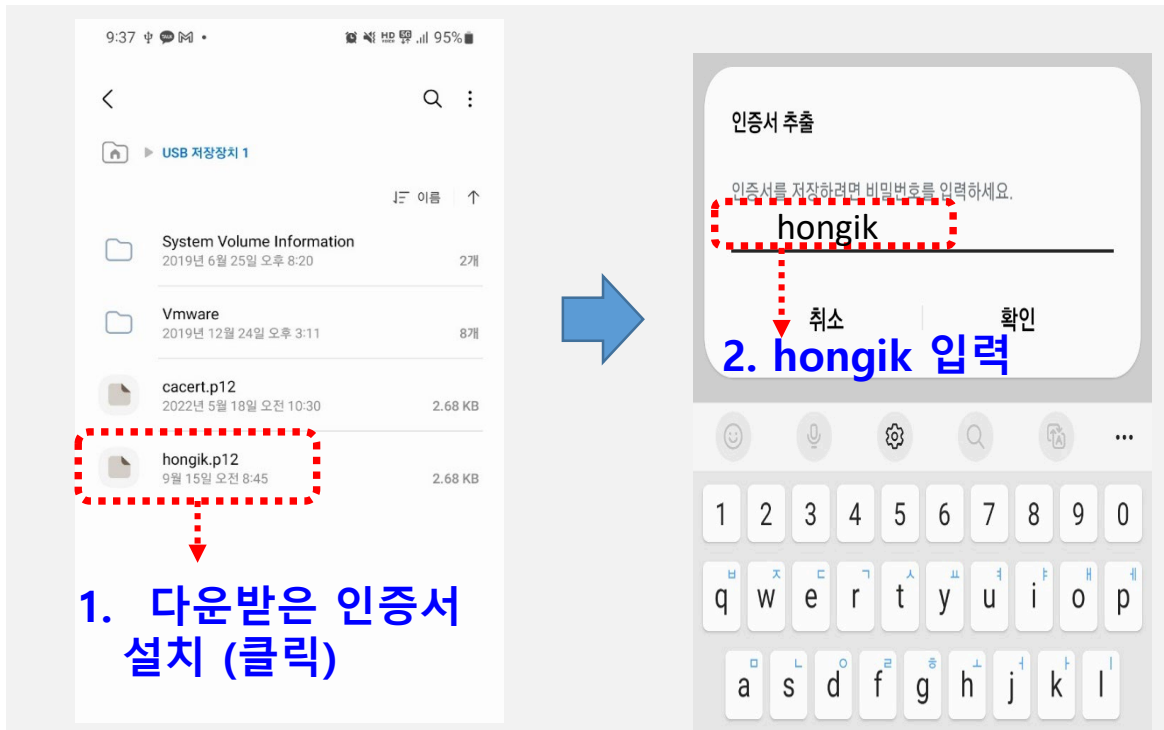 9:37
HD 5G 95%
USB 저장장치 1
이름
System Volume Information
2019년 6월 25일 오후 8:20
2개
Vmware
2019년 12월 24일 오후 3:11
8개
cacert.p12
2022년 5월 18일 오전 10:30
2.68 KB
hongik.p12
9월 15일 오전 8:45
2.68 KB
1. 다운받은 인증서
설치 (클릭)
인증서 추출
인증서를 저장하려면 비밀번호를 입력하세요.
hongik
취소 확인
2. hongik 입력
1 2 3 4 5 6 7 8 9 0
ㅂ ㅈ ㄷ ㄱ ㅅ ㅛ ㅕ ㅑ ㅐ ㅔ
q w e r t y u i o p
ㅁ ㄴ ㅇ ㄹ ㅎ ㅗ ㅓ ㅏ ㅣ
a s d f g h j k l